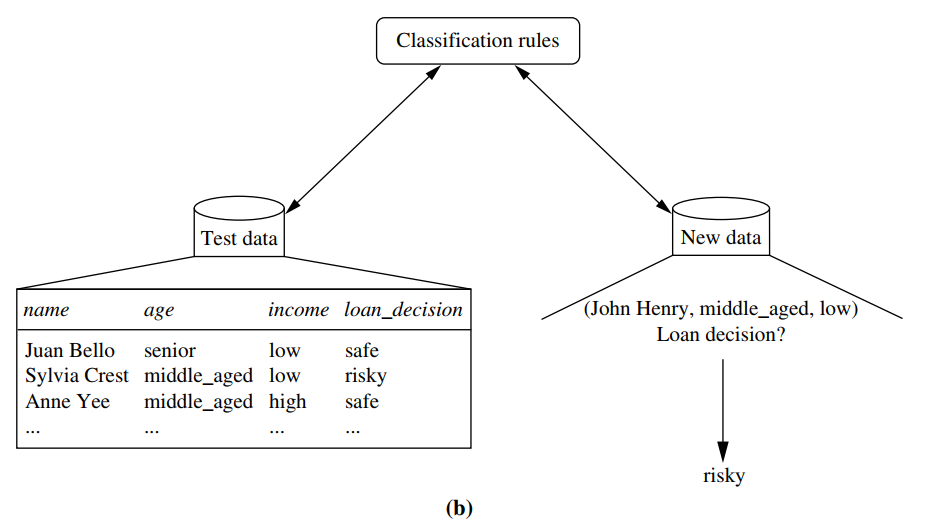 Classification rules
Test data
New data
name age income loan_decision
Juan Bello senior low safe
Sylvia Crest middle_aged low risky
Anne Yee middle_aged high safe
... ... ... ...
(John Henry, middle_aged, low)
Loan decision?
risky
(b)